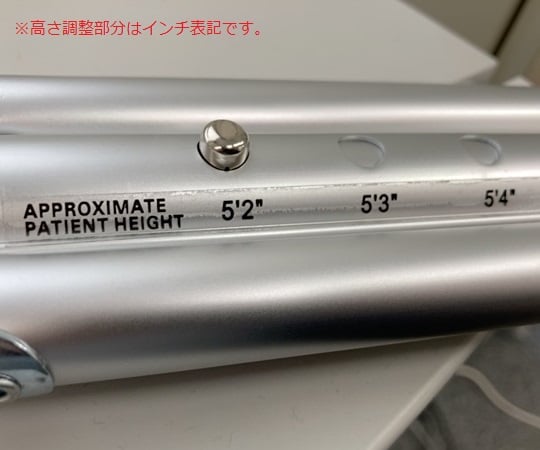 ※高さ調整部分はインチ表記です。
APPROXIMATE
PATIENT HEIGHT
5'2" 5'3" 5'4"